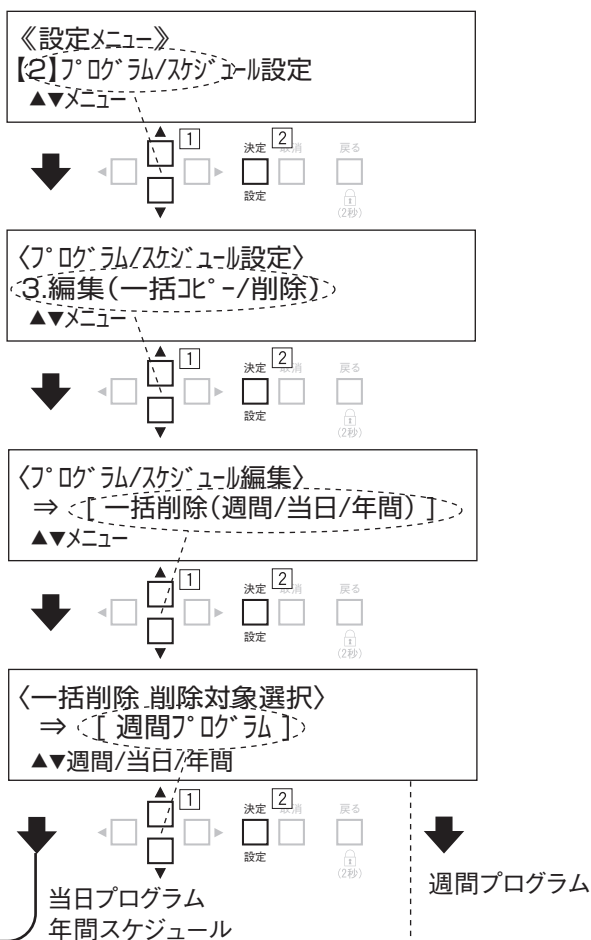 《設定ﾒﾆｭｰ》
【2】ﾌﾟﾛｸﾞﾗﾑ/ｽｹｼﾞｭｰﾙ設定
▲▼ﾒﾆｭｰ
▲ 1
◀ ▶
▼
決定 2 取消 戻る
設定
(2秒)
〈ﾌﾟﾛｸﾞﾗﾑ/ｽｹｼﾞｭｰﾙ設定〉
3.編集(一括ｺﾋﾟｰ/削除)
▲▼ﾒﾆｭｰ
▲ 1
◀ ▶
▼
決定 2 取消 戻る
設定
(2秒)
〈ﾌﾟﾛｸﾞﾗﾑ/ｽｹｼﾞｭｰﾙ編集〉
⇒ [ 一括削除(週間/当日/年間) ]
▲▼ﾒﾆｭｰ
▲ 1
◀ ▶
▼
決定 2 取消 戻る
設定
(2秒)
〈一括削除 削除対象選択〉
⇒ [ 週間ﾌﾟﾛｸﾞﾗﾑ ]
▲▼週間/当日/年間
▲ 1
◀ ▶
▼
決定 2 取消 戻る
設定
(2秒)
当日プログラム
年間スケジュール
週間プログラム